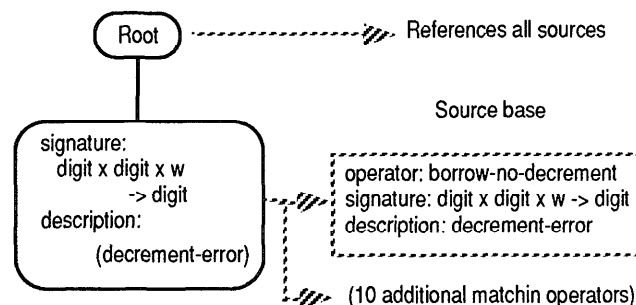 Root
References all sources
Source base
signature:
digit x digit x w
-> digit
description:
(decrement-error)
operator: borrow-no-decrement
signature: digit x digit x w -> digit
description: decrement-error
(10 additional matchin operators)